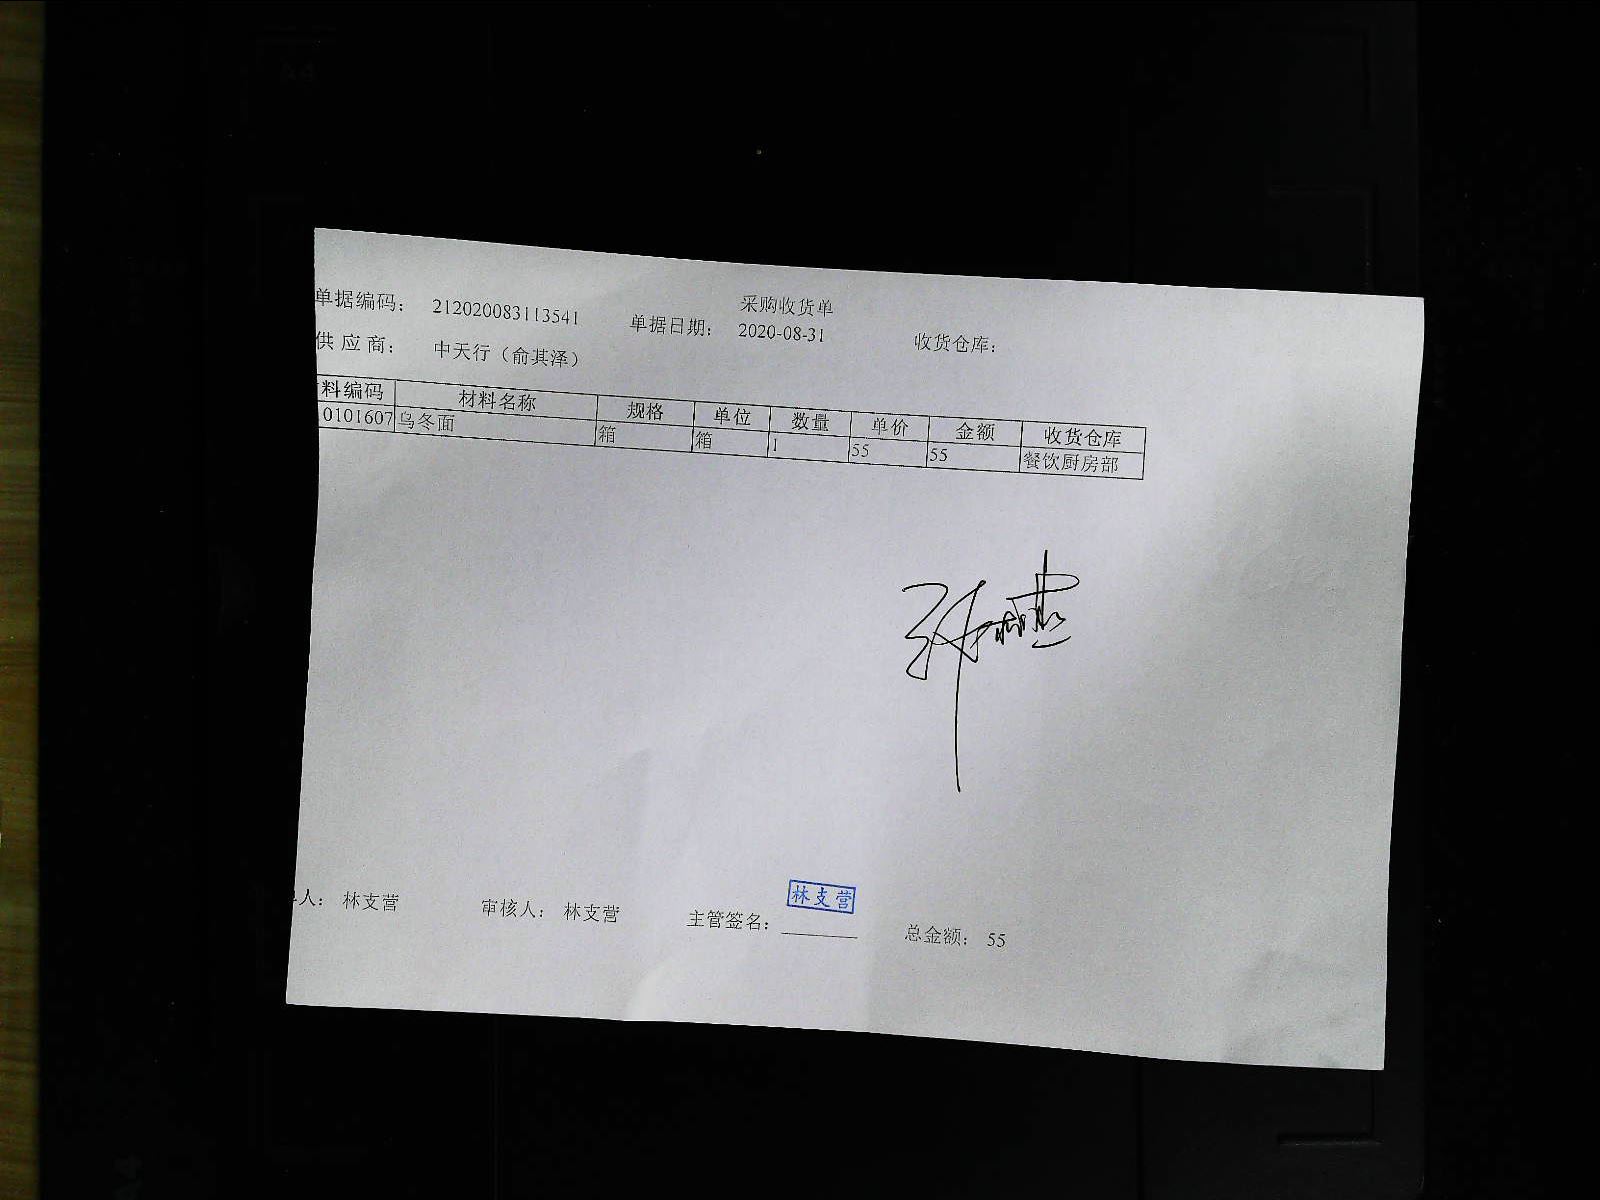 采购收货单
单据编码： 212020083113541 单据日期： 2020-08-31 收货仓库：
供应商： 中天行（俞其泽）
料编码 材料名称 规格 单位 数量 单价 金额 收货仓库
0101607 乌冬面 箱 箱 1 55 55 餐饮厨房部
人： 林支营 审核人： 林支营 主管签名： 林支营 总金额： 55